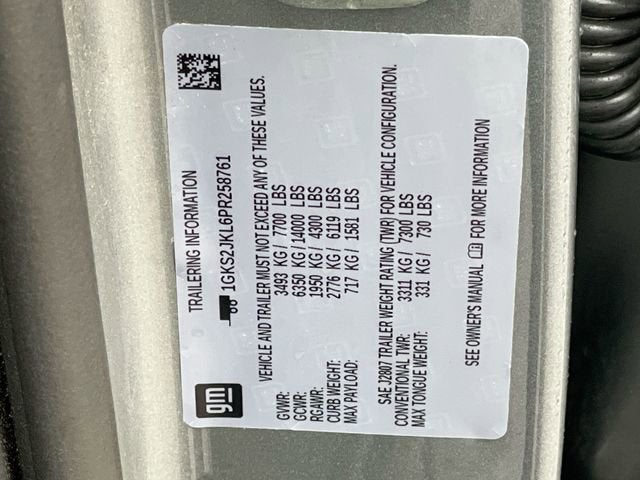 gm
TRAILERING INFORMATION
1GKS2JKL6PR258761
VEHICLE AND TRAILER MUST NOT EXCEED ANY OF THESE VALUES.
GVWR: 3493 KG / 7700 LBS
GCWR: 6350 KG / 14000 LBS
RGAWR: 1950 KG / 4300 LBS
CURB WEIGHT: 2776 KG / 6119 LBS
MAX PAYLOAD: 717 KG / 1581 LBS
SAE J2807 TRAILER WEIGHT RATING (TWR) FOR VEHICLE CONFIGURATION.
CONVENTIONAL TWR: 3311 KG / 7300 LBS
MAX TONGUE WEIGHT: 331 KG / 730 LBS
SEE OWNER'S MANUAL FOR MORE INFORMATION